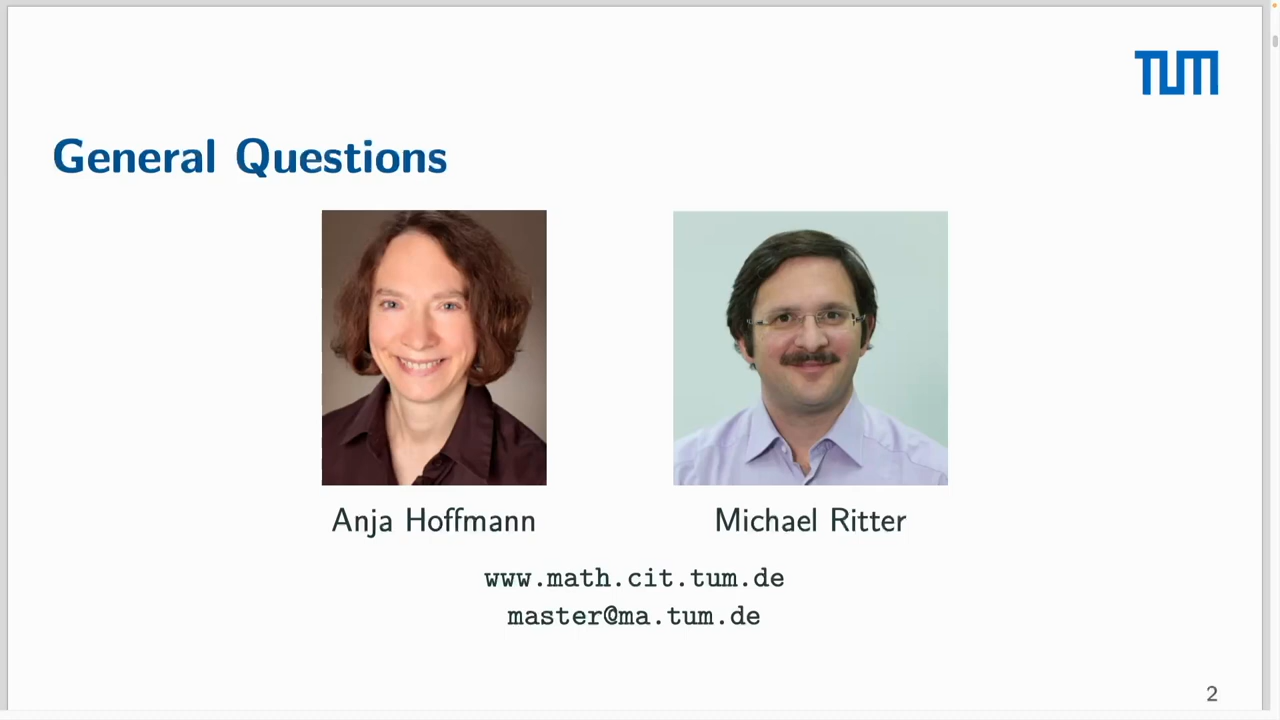 TUM
General Questions
Anja Hoffmann
Michael Ritter
www.math.cit.tum.de
master@ma.tum.de
2